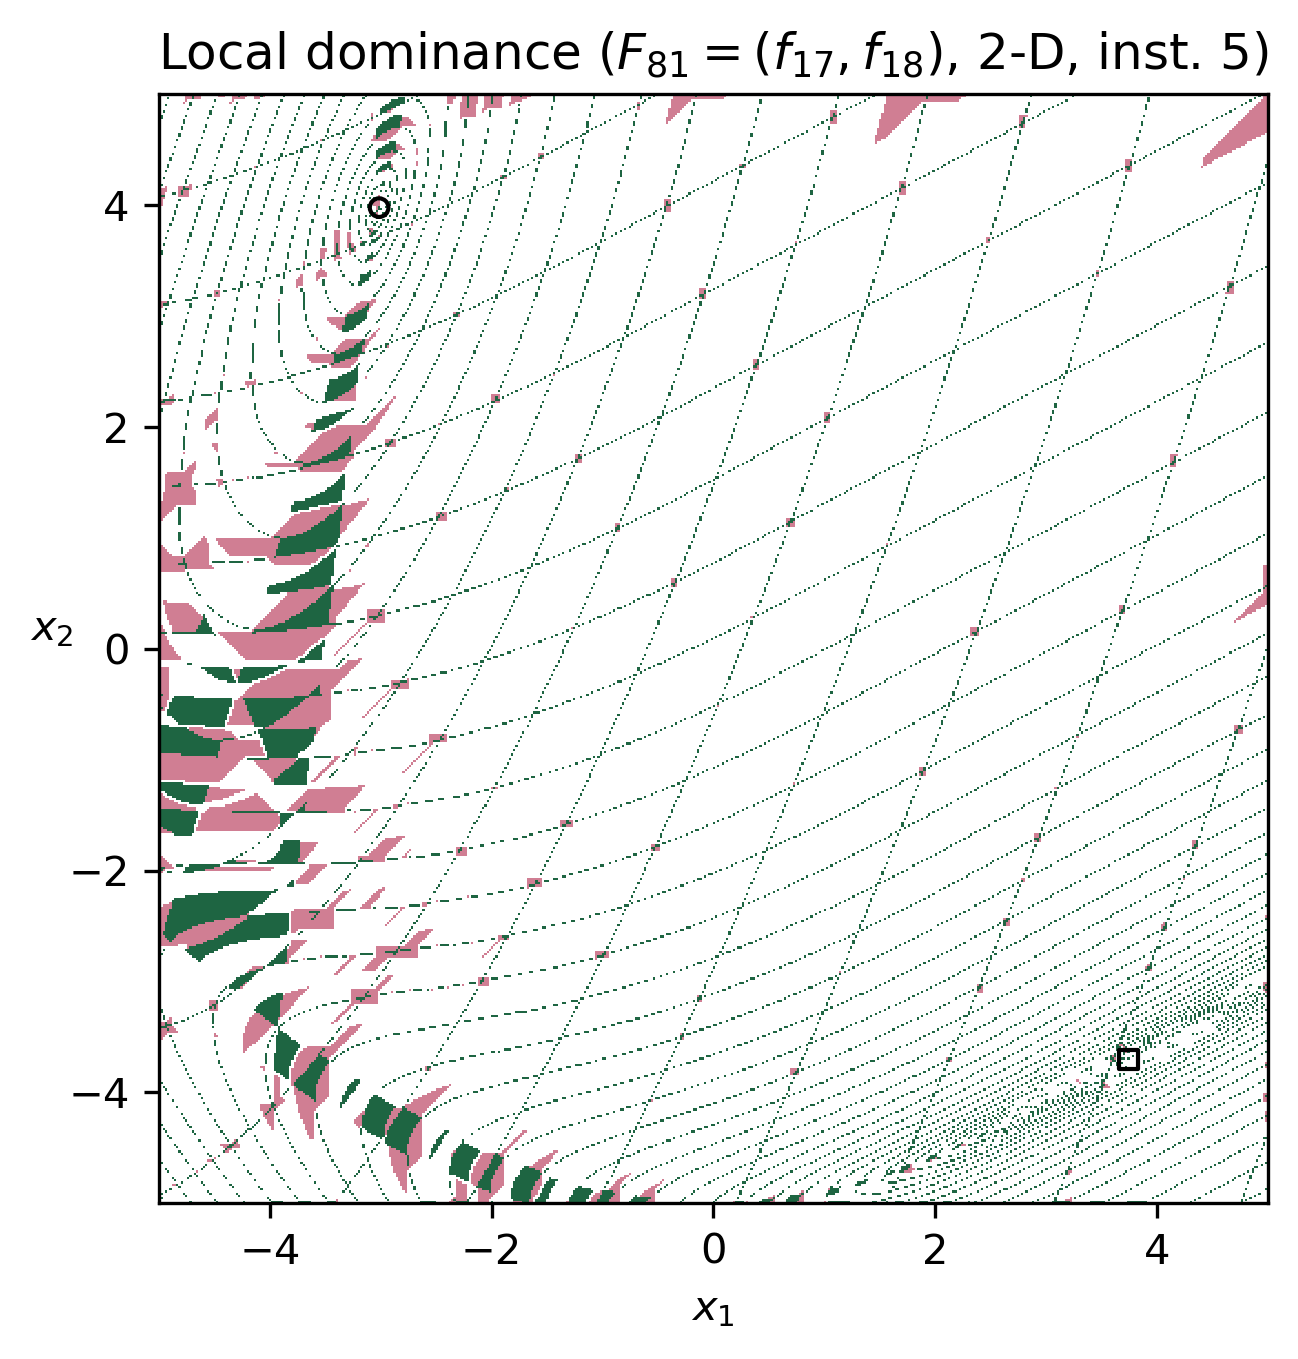 Local dominance (F₈₁ = (f₁₇, f₁₈), 2-D, inst. 5)
4
2
x₂
0
−2
−4
−4 −2 0 2 4
x₁